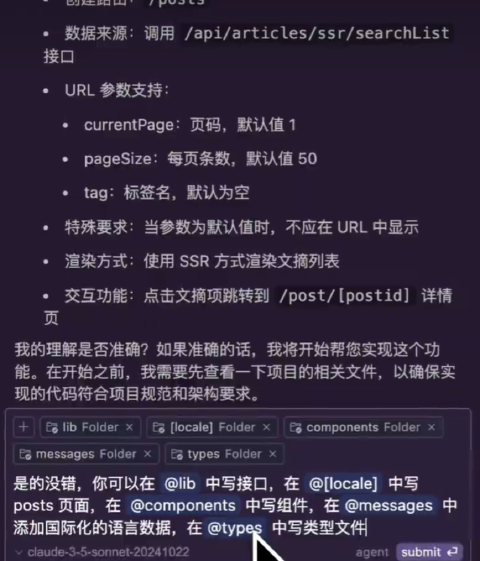 创建路由：/posts
数据来源：调用 /api/articles/ssr/searchList
接口
URL 参数支持：
currentPage：页码，默认值 1
pageSize：每页条数，默认值 50
tag：标签名，默认为空
特殊要求：当参数为默认值时，不应在 URL 中显示
渲染方式：使用 SSR 方式渲染文摘列表
交互功能：点击文摘项跳转到 /post/[postid] 详情
页
我的理解是否准确？如果准确的话，我将开始帮您实现这个功
能。在开始之前，我需要先查看一下项目的相关文件，以确保实
现的代码符合项目规范和架构要求。
+ lib Folder × [locale] Folder × components Folder ×
messages Folder × types Folder ×
是的没错，你可以在 @lib 中写接口，在 @[locale] 中写
posts 页面，在 @components 中写组件，在 @messages 中
添加国际化的语言数据，在 @types 中写类型文件
claude-3-5-sonnet-20241022 agent submit ⏎